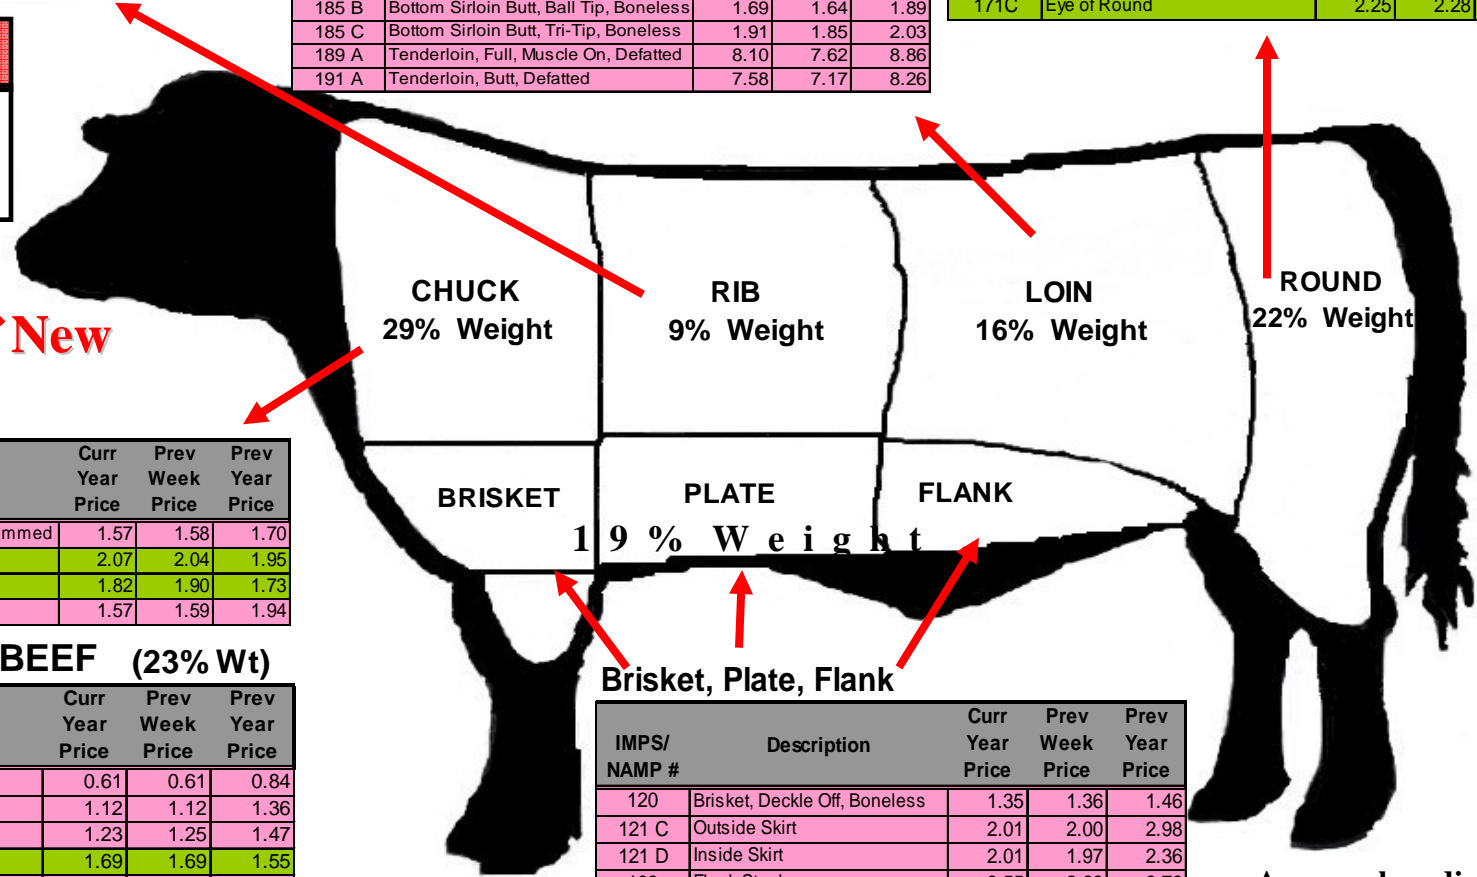 185 B Bottom Sirloin Butt, Ball Tip, Boneless 1.69 1.64 1.89
185 C Bottom Sirloin Butt, Tri-Tip, Boneless 1.91 1.85 2.03
189 A Tenderloin, Full, Muscle On, Defatted 8.10 7.62 8.86
191 A Tenderloin, Butt, Defatted 7.58 7.17 8.26
171C Eye of Round 2.25 2.28
CHUCK
29% Weight
RIB
9% Weight
LOIN
16% Weight
ROUND
22% Weight
New
BRISKET
PLATE
FLANK
19% Weight
Curr Prev Prev
Year Week Year
Price Price Price
mmed 1.57 1.58 1.70
2.07 2.04 1.95
1.82 1.90 1.73
1.57 1.59 1.94
BEEF (23% Wt)
Curr Prev Prev
Year Week Year
Price Price Price
0.61 0.61 0.84
1.12 1.12 1.36
1.23 1.25 1.47
1.69 1.69 1.55
Brisket, Plate, Flank
Curr Prev Prev
IMPS/ Description Year Week Year
NAMP # Price Price Price
120 Brisket, Deckle Off, Boneless 1.35 1.36 1.46
121 C Outside Skirt 2.01 2.00 2.98
121 D Inside Skirt 2.01 1.97 2.36